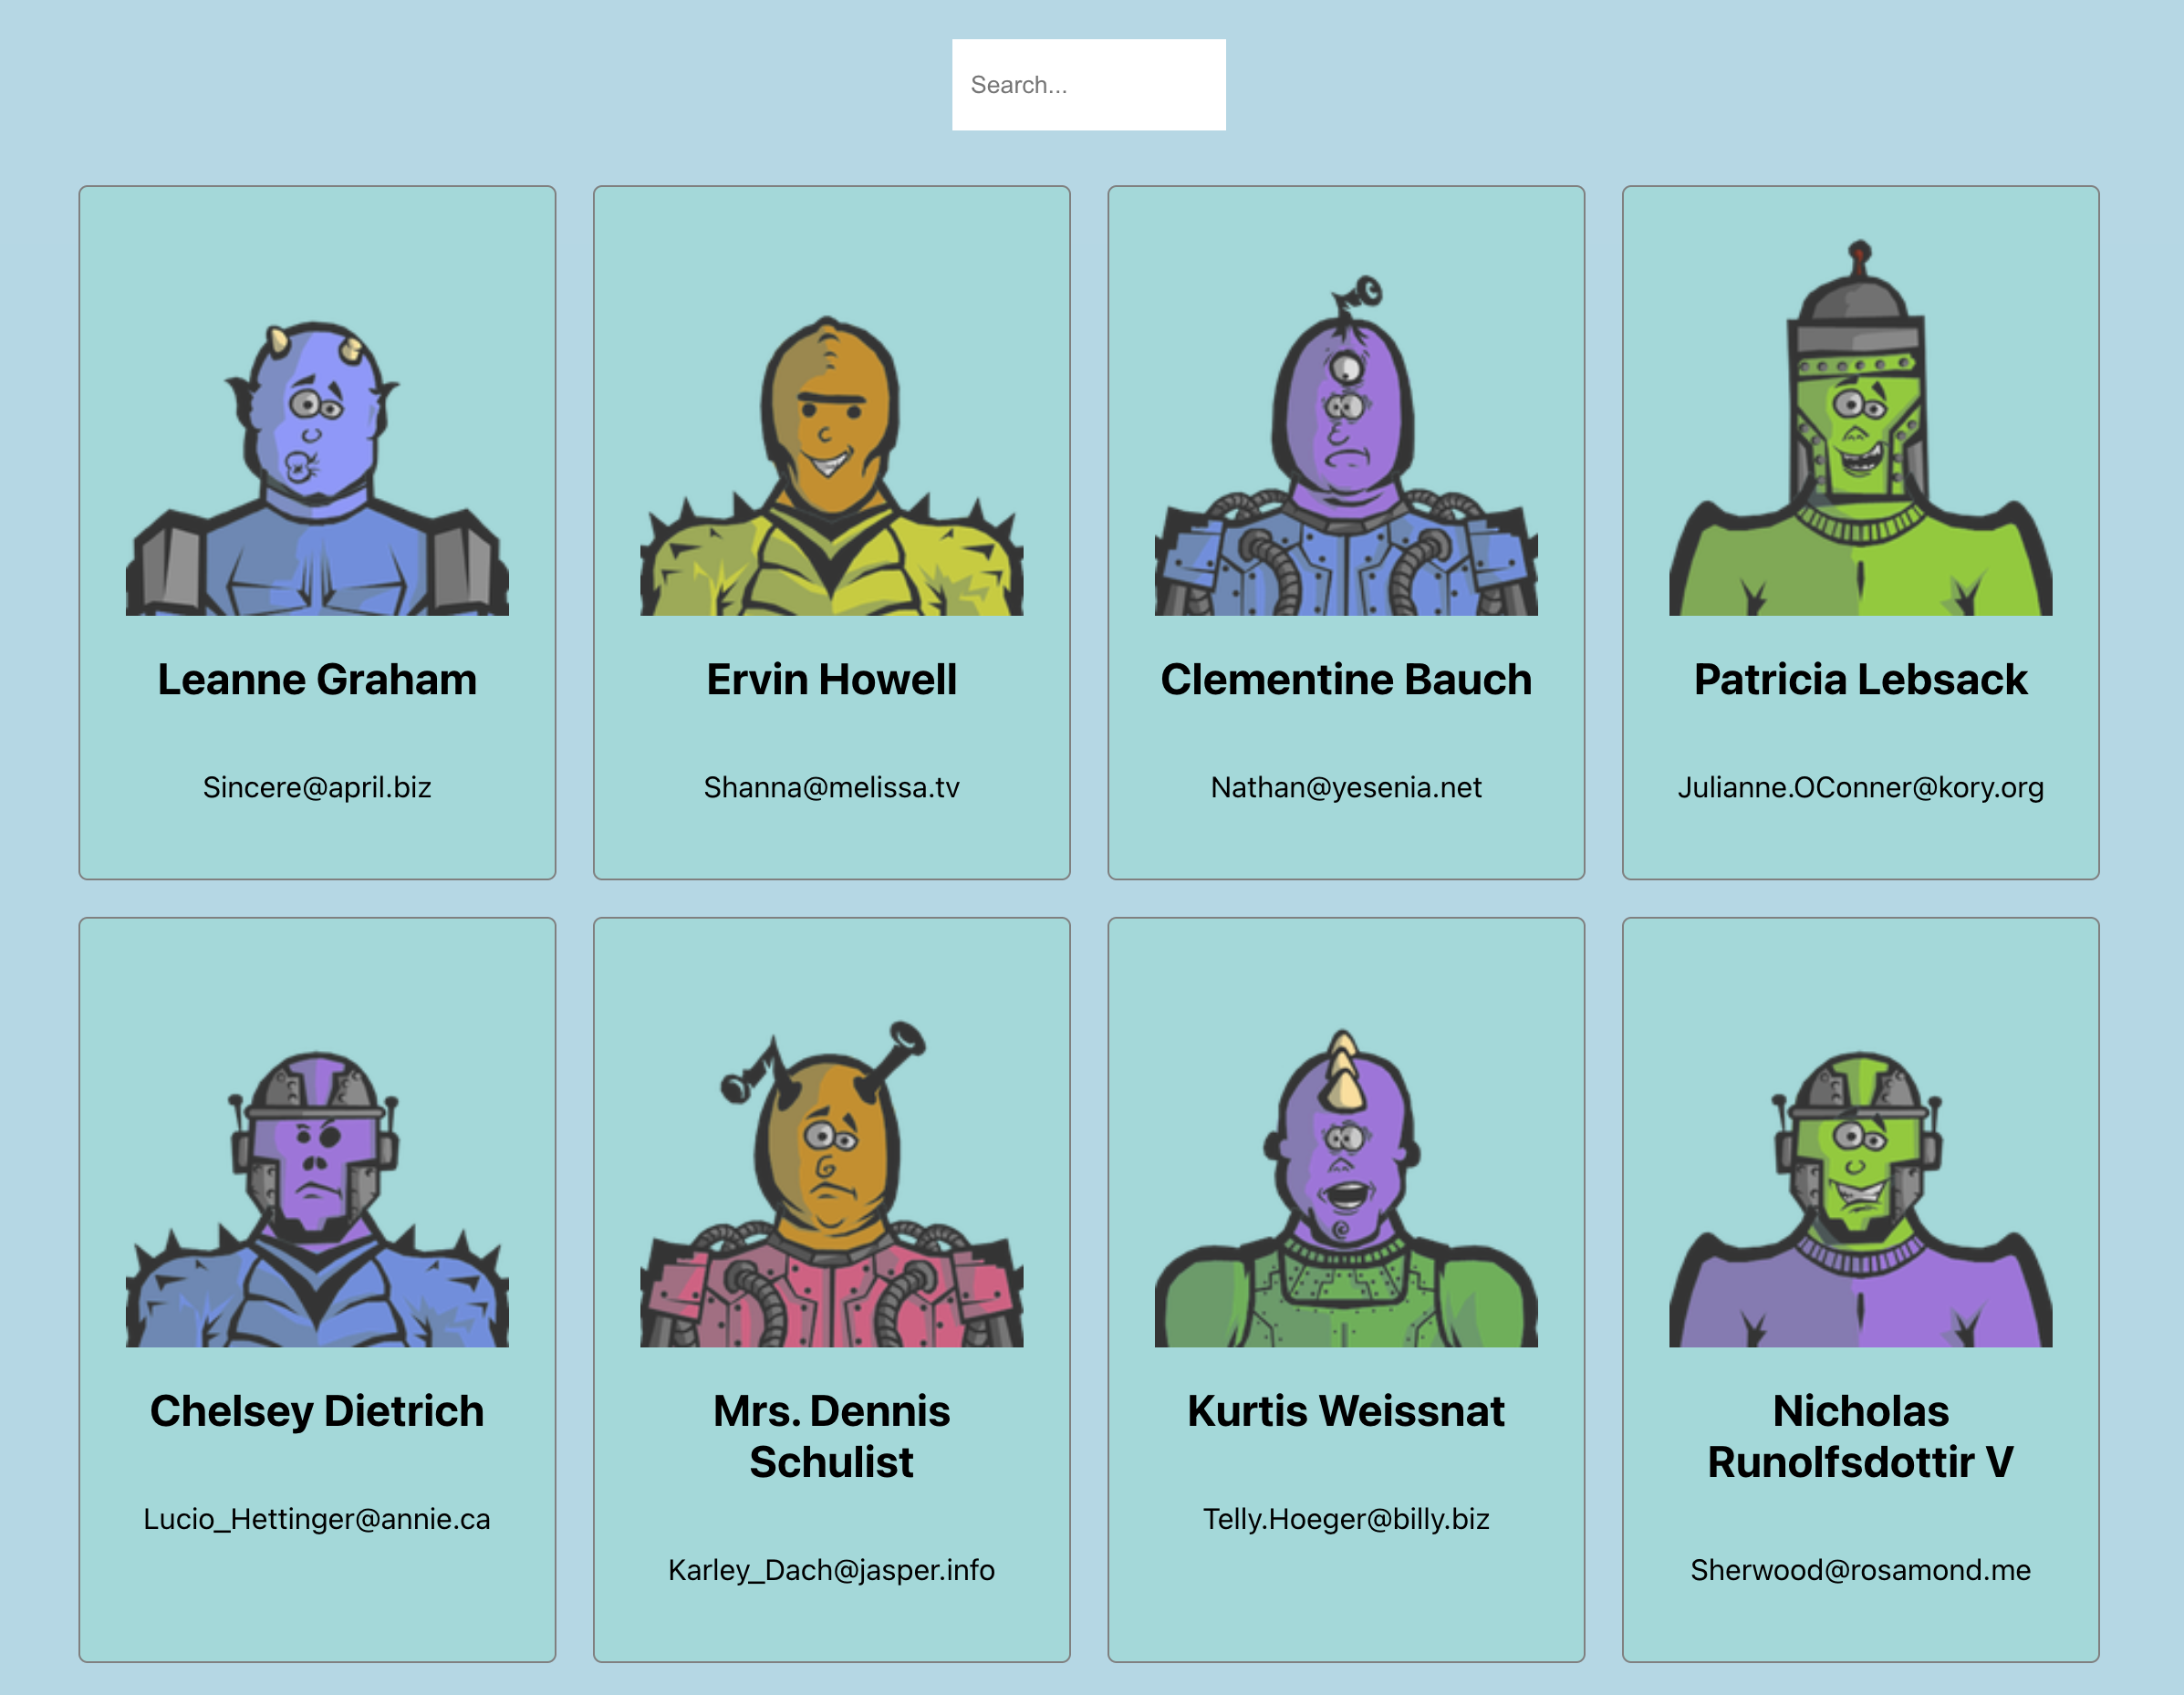 Search...
Leanne Graham
Sincere@april.biz
Ervin Howell
Shanna@melissa.tv
Clementine Bauch
Nathan@yesenia.net
Patricia Lebsack
Julianne.OConner@kory.org
Chelsey Dietrich
Lucio_Hettinger@annie.ca
Mrs. Dennis
Schulist
Karley_Dach@jasper.info
Kurtis Weissnat
Telly.Hoeger@billy.biz
Nicholas
Runolfsdottir V
Sherwood@rosamond.me